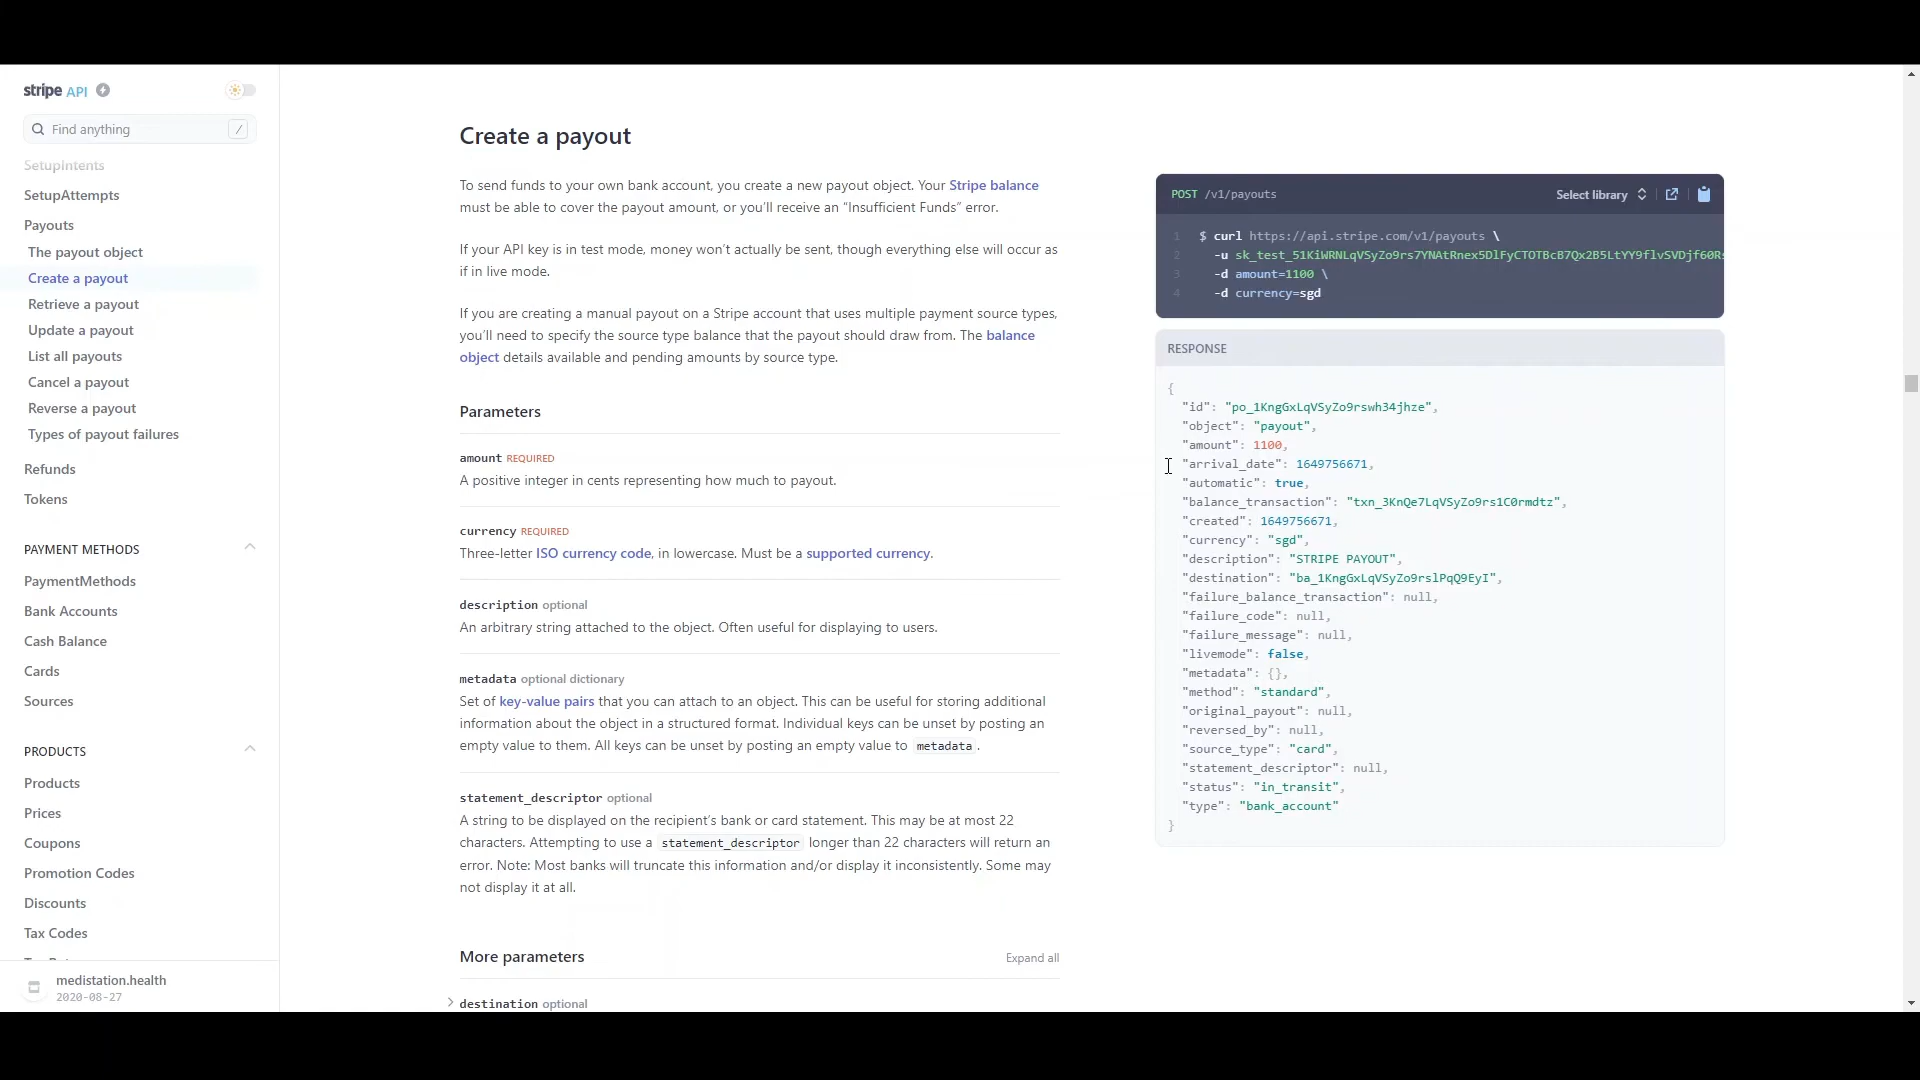 stripe API
Find anything /
SetupIntents
SetupAttempts
Payouts
The payout object
Create a payout
Retrieve a payout
Update a payout
List all payouts
Cancel a payout
Reverse a payout
Types of payout failures
Refunds
Tokens
PAYMENT METHODS
PaymentMethods
Bank Accounts
Cash Balance
Cards
Sources
PRODUCTS
Products
Prices
Coupons
Promotion Codes
Discounts
Tax Codes
medistation.health
2020-08-27
Create a payout
To send funds to your own bank account, you create a new payout object. Your Stripe balance
must be able to cover the payout amount, or you’ll receive an “Insufficient Funds” error.
If your API key is in test mode, money won’t actually be sent, though everything else will occur as
if in live mode.
If you are creating a manual payout on a Stripe account that uses multiple payment source types,
you’ll need to specify the source type balance that the payout should draw from. The balance
object details available and pending amounts by source type.
Parameters
amount REQUIRED
A positive integer in cents representing how much to payout.
currency REQUIRED
Three-letter ISO currency code, in lowercase. Must be a supported currency.
description optional
An arbitrary string attached to the object. Often useful for displaying to users.
metadata optional dictionary
Set of key-value pairs that you can attach to an object. This can be useful for storing additional
information about the object in a structured format. Individual keys can be unset by posting an
empty value to them. All keys can be unset by posting an empty value to metadata.
statement_descriptor optional
A string to be displayed on the recipient’s bank or card statement. This may be at most 22
characters. Attempting to use a statement_descriptor longer than 22 characters will return an
error. Note: Most banks will truncate this information and/or display it inconsistently. Some may
not display it at all.
More parameters Expand all
destination optional
POST /v1/payouts Select library
1 $ curl https://api.stripe.com/v1/payouts \
2 -u sk_test_51KiWRNLqVSyZo9rs7YNAtRnex5DlFyCTOTBcB7Qx2B5LtYY9flvSVDjf60Rs
3 -d amount=1100 \
4 -d currency=sgd
RESPONSE
{
"id": "po_1KngGxLqVSyZo9rswh34jhze",
"object": "payout",
"amount": 1100,
"arrival_date": 1649756671,
"automatic": true,
"balance_transaction": "txn_3KnQe7LqVSyZo9rs1C0rmdtz",
"created": 1649756671,
"currency": "sgd",
"description": "STRIPE PAYOUT",
"destination": "ba_1KngGxLqVSyZo9rslPqQ9EyI",
"failure_balance_transaction": null,
"failure_code": null,
"failure_message": null,
"livemode": false,
"metadata": {},
"method": "standard",
"original_payout": null,
"reversed_by": null,
"source_type": "card",
"statement_descriptor": null,
"status": "in_transit",
"type": "bank_account"
}